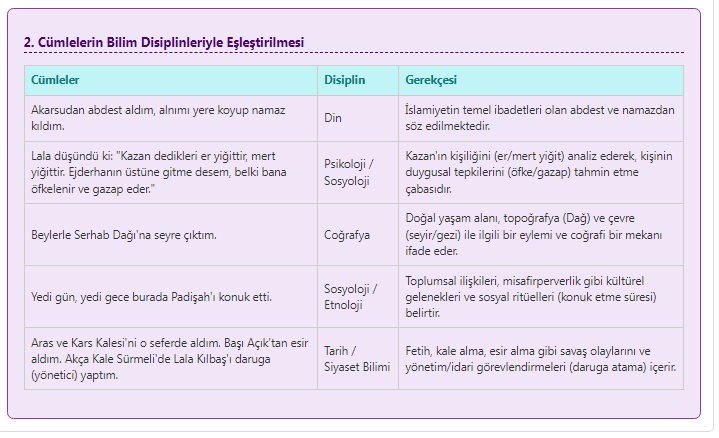 2. Cümlelerin Bilim Disiplinleriyle Eşleştirilmesi
Cümleler Disiplin Gerekçesi
Akarsudan abdest aldım, alnımı yere koyup namaz
kıldım.
Din
İslamiyetin temel ibadetleri olan abdest ve namazdan
söz edilmektedir.
Lala düşündü ki: "Kazan dedikleri er yiğittir, mert
yiğittir. Ejderhanın üstüne gitme desem, belki bana
öfkelenir ve gazap eder."
Psikoloji /
Sosyoloji
Kazan'ın kişiliğini (er/mert yiğit) analiz ederek, kişinin
duygusal tepkilerini (öfke/gazap) tahmin etme
çabasıdır.
Beylerle Serhab Dağı'na seyre çıktım.
Coğrafya
Doğal yaşam alanı, topoğrafya (Dağ) ve çevre
(seyir/gezi) ile ilgili bir eylemi ve coğrafi bir mekanı
ifade eder.
Yedi gün, yedi gece burada Padişah'ı konuk etti.
Sosyoloji /
Etnoloji
Toplumsal ilişkileri, misafirperverlik gibi kültürel
gelenekleri ve sosyal ritüelleri (konuk etme süresi)
belirtir.
Aras ve Kars Kalesi'ni o seferde aldım. Başı Açık'tan esir
aldım. Akça Kale Sürmeli'de Lala Kılbaş'ı daruga
(yönetici) yaptım.
Tarih /
Siyaset Bilimi
Fetih, kale alma, esir alma gibi savaş olaylarını ve
yönetim/idari görevlendirmeleri (daruga atama) içerir.